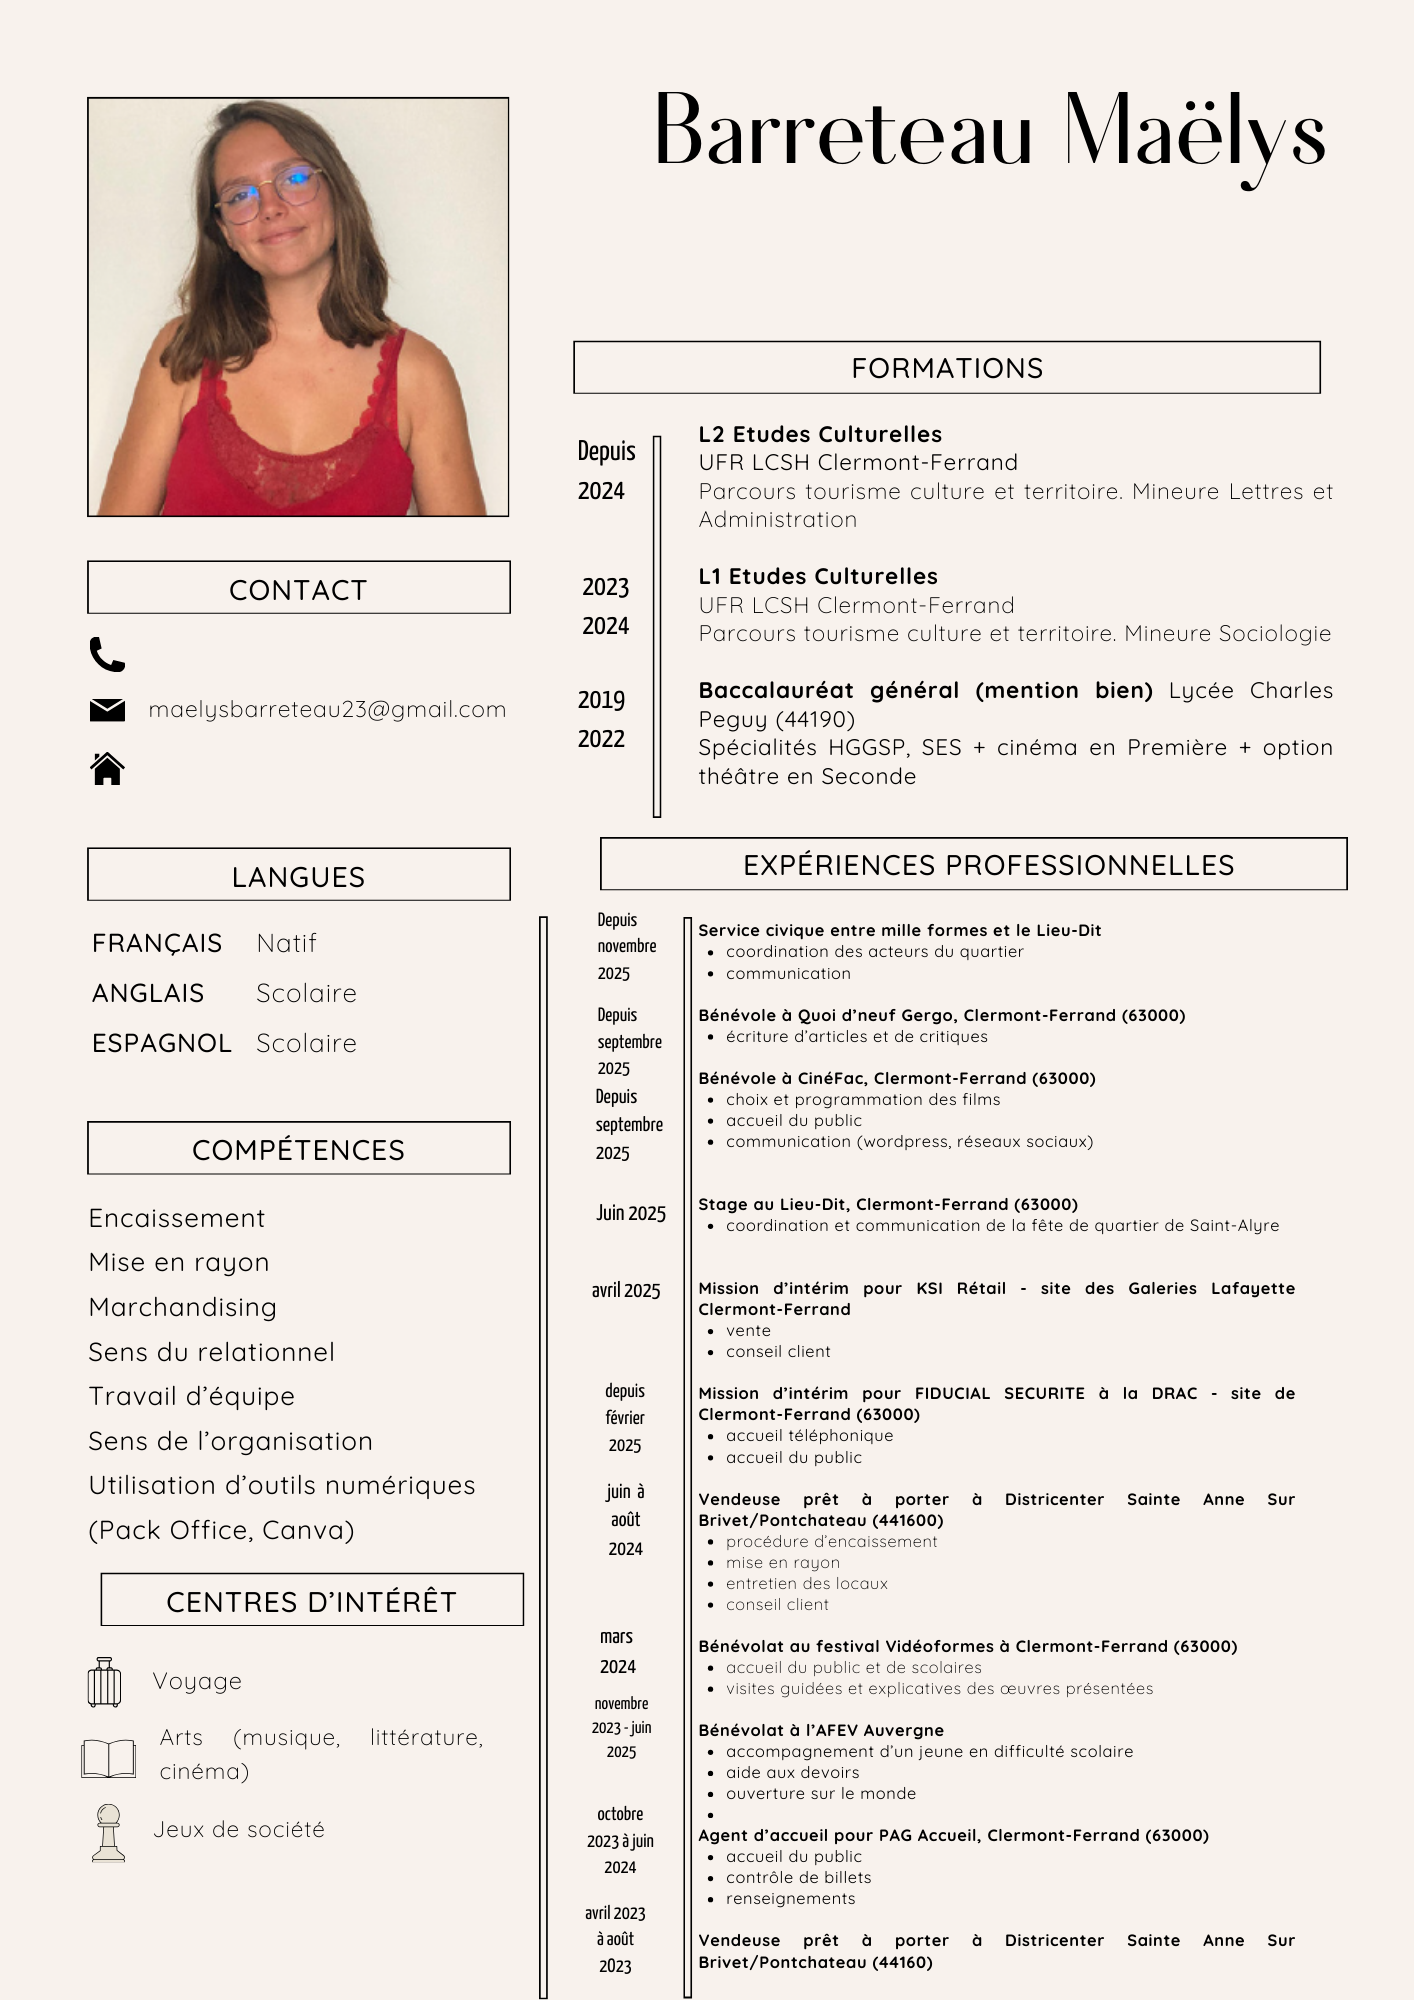 Barreteau Maëlys
CONTACT
maelysbarreteau23@gmail.com
LANGUES
FRANÇAIS Natif
ANGLAIS Scolaire
ESPAGNOL Scolaire
COMPÉTENCES
Encaissement
Mise en rayon
Marchandising
Sens du relationnel
Travail d’équipe
Sens de l’organisation
Utilisation d’outils numériques
(Pack Office, Canva)
CENTRES D’INTÉRÊT
Voyage
Arts (musique, littérature,
cinéma)
Jeux de société
FORMATIONS
Depuis
2024
L2 Etudes Culturelles
UFR LCSH Clermont-Ferrand
Parcours tourisme culture et territoire. Mineure Lettres et
Administration
2023
2024
L1 Etudes Culturelles
UFR LCSH Clermont-Ferrand
Parcours tourisme culture et territoire. Mineure Sociologie
2019
2022
Baccalauréat général (mention bien) Lycée Charles
Peguy (44190)
Spécialités HGGSP, SES + cinéma en Première + option
théâtre en Seconde
EXPÉRIENCES PROFESSIONNELLES
Depuis
novembre
2025
Service civique entre mille formes et le Lieu-Dit
• coordination des acteurs du quartier
• communication
Depuis
septembre
2025
Bénévole à Quoi d’neuf Gergo, Clermont-Ferrand (63000)
• écriture d’articles et de critiques
Depuis
septembre
2025
Bénévole à CinéFac, Clermont-Ferrand (63000)
• choix et programmation des films
• accueil du public
• communication (wordpress, réseaux sociaux)
Juin 2025
Stage au Lieu-Dit, Clermont-Ferrand (63000)
• coordination et communication de la fête de quartier de Saint-Alyre
avril 2025
Mission d’intérim pour KSI Rétail - site des Galeries Lafayette
Clermont-Ferrand
• vente
• conseil client
depuis
février
2025
Mission d’intérim pour FIDUCIAL SECURITE à la DRAC - site de
Clermont-Ferrand (63000)
• accueil téléphonique
• accueil du public
juin à
août
2024
Vendeuse prêt à porter à Districenter Sainte Anne Sur
Brivet/Pontchateau (441600)
• procédure d’encaissement
• mise en rayon
• entretien des locaux
• conseil client
mars
2024
Bénévolat au festival Vidéoformes à Clermont-Ferrand (63000)
• accueil du public et de scolaires
• visites guidées et explicatives des œuvres présentées
novembre
2023 - juin
2025
Bénévolat à l’AFEV Auvergne
• accompagnement d’un jeune en difficulté scolaire
• aide aux devoirs
• ouverture sur le monde
•
octobre
2023 à juin
2024
Agent d’accueil pour PAG Accueil, Clermont-Ferrand (63000)
• accueil du public
• contrôle de billets
• renseignements
avril 2023
à août
2023
Vendeuse prêt à porter à Districenter Sainte Anne Sur
Brivet/Pontchateau (44160)